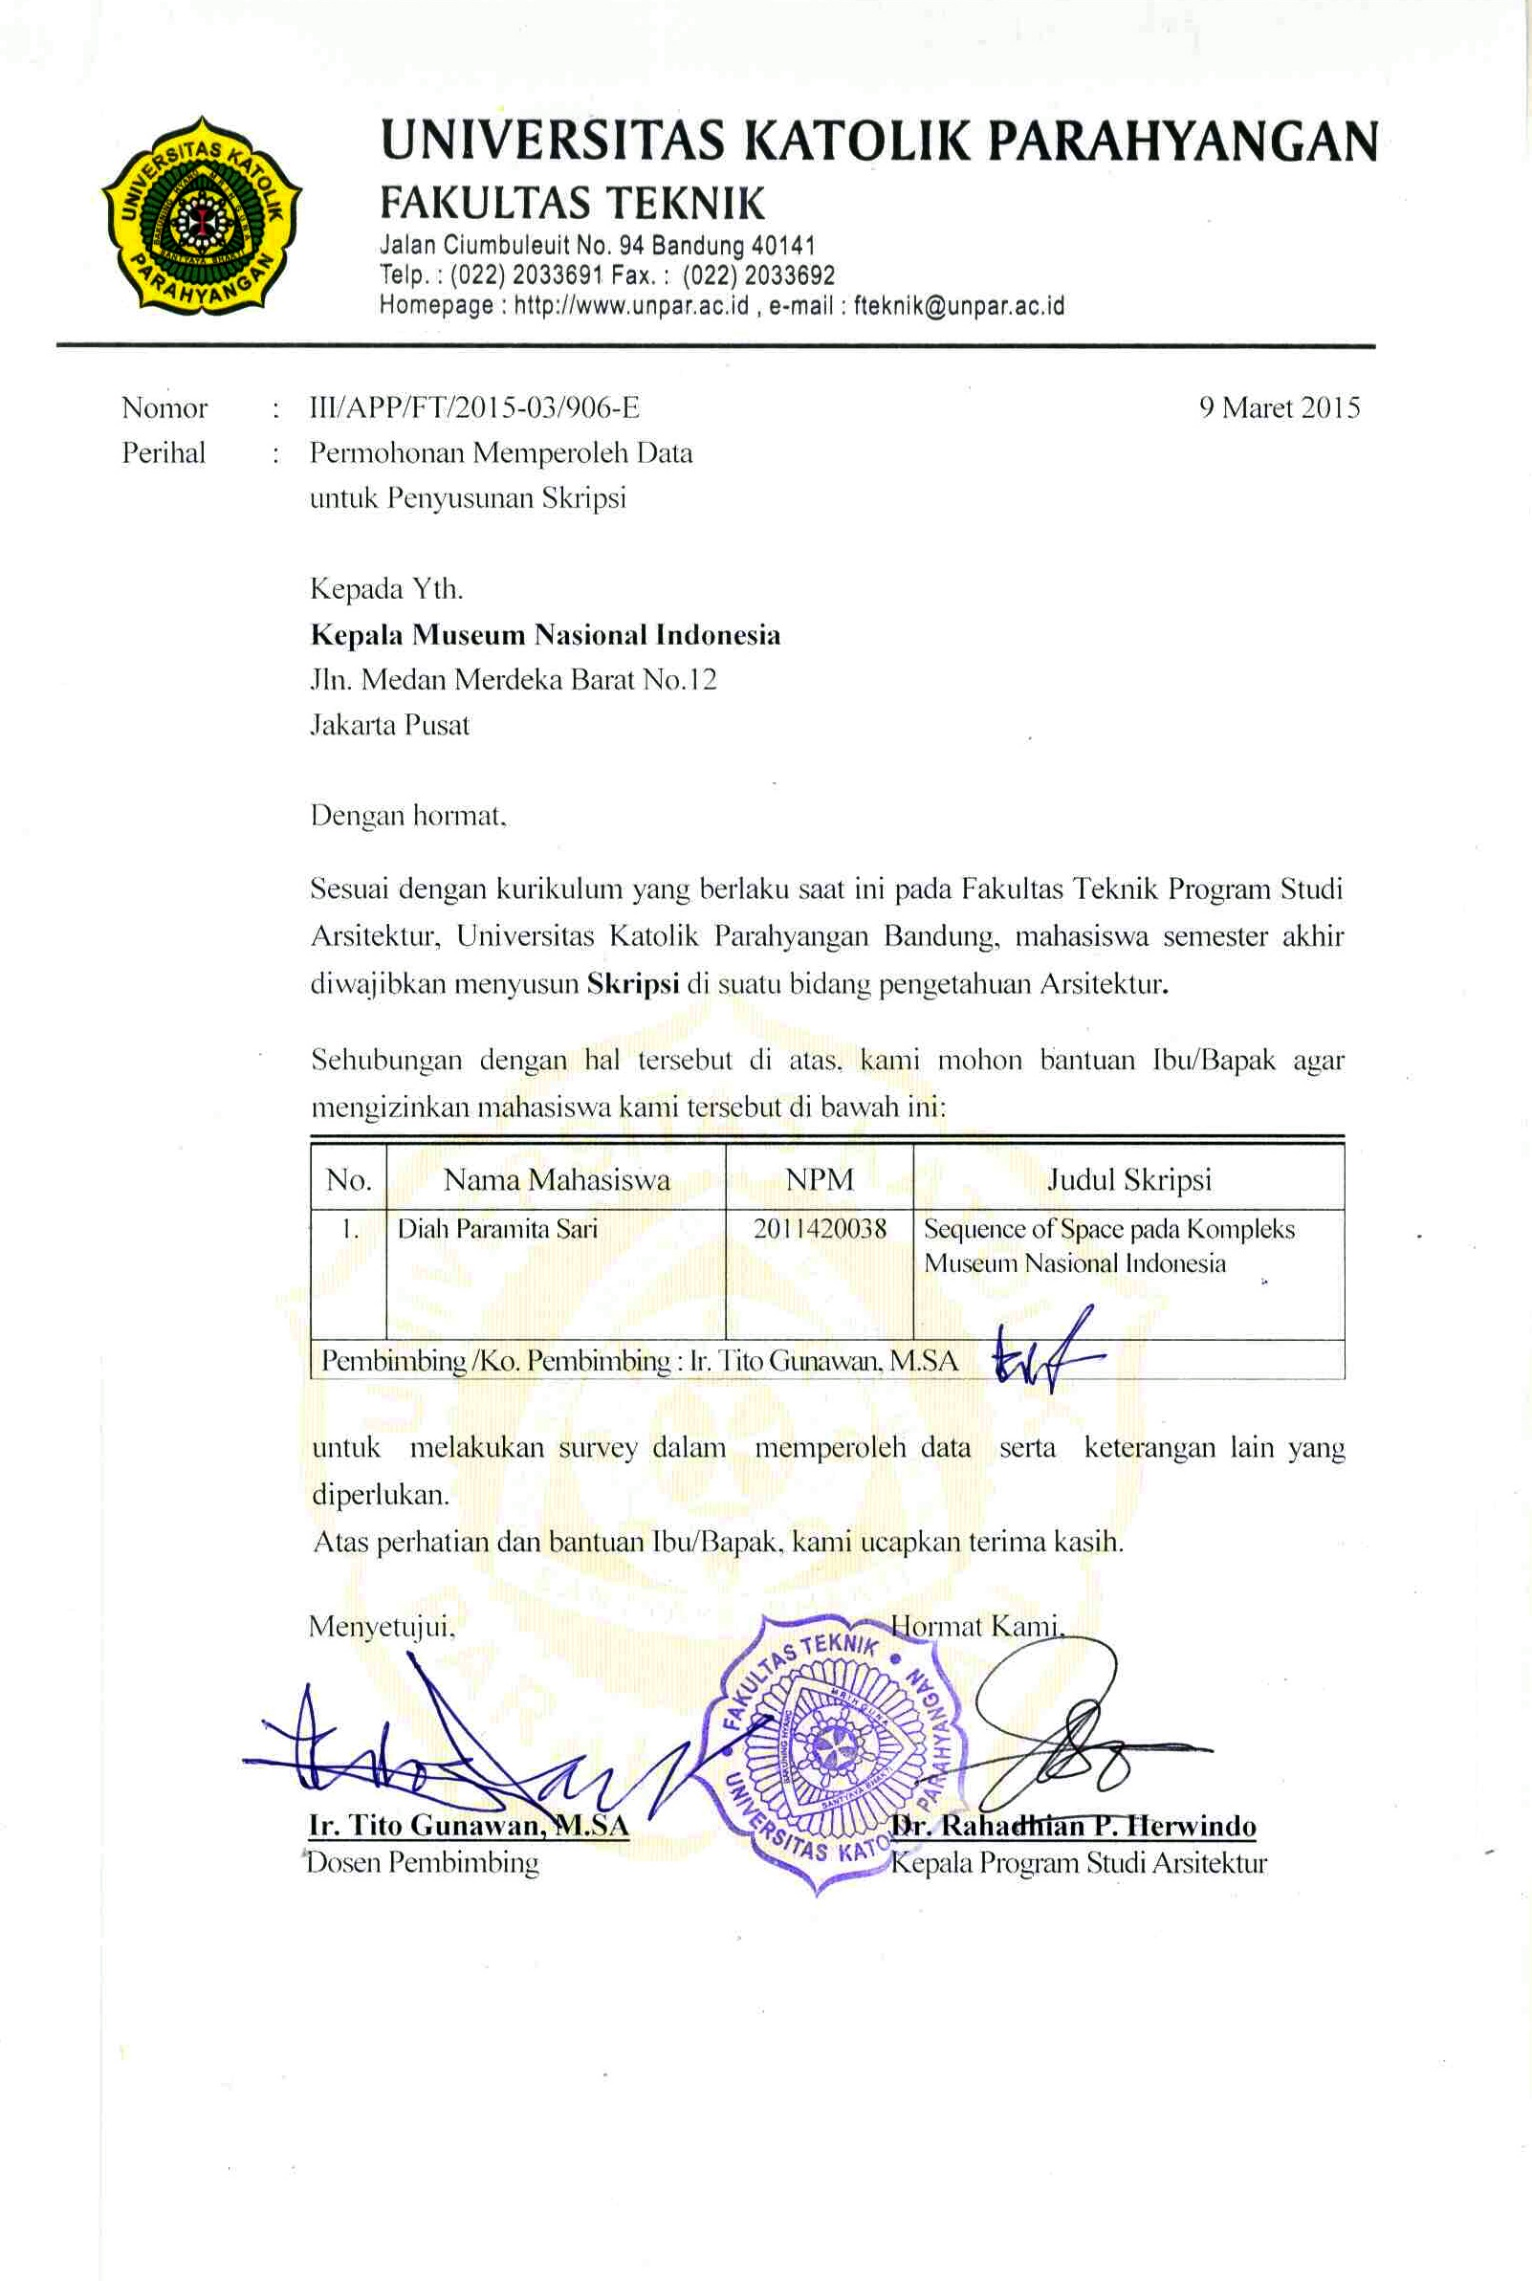 UNIVERSITAS KATOLIK
PARAHYANGAN
UNIVERSITAS KATOLIK PARAHYANGAN
FAKULTAS TEKNIK
Jalan Ciumbuleuit No. 94 Bandung 40141
Telp. : (022) 2033691 Fax. : (022) 2033692
Homepage : http://www.unpar.ac.id , e-mail : fteknik@unpar.ac.id
Nomor : III/APP/FT/2015-03/906-E 9 Maret 2015
Perihal : Permohonan Memperoleh Data
untuk Penyusunan Skripsi
Kepada Yth.
Kepala Museum Nasional Indonesia
Jln. Medan Merdeka Barat No.12
Jakarta Pusat
Dengan hormat,
Sesuai dengan kurikulum yang berlaku saat ini pada Fakultas Teknik Program Studi
Arsitektur, Universitas Katolik Parahyangan Bandung, mahasiswa semester akhir
diwajibkan menyusun Skripsi di suatu bidang pengetahuan Arsitektur.
Sehubungan dengan hal tersebut di atas, kami mohon bantuan Ibu/Bapak agar
mengizinkan mahasiswa kami tersebut di bawah ini:
No. Nama Mahasiswa NPM Judul Skripsi
1. Diah Paramita Sari 2011420038 Sequence of Space pada Kompleks
Museum Nasional Indonesia
Pembimbing /Ko. Pembimbing : Ir. Tito Gunawan, M.SA
untuk melakukan survey dalam memperoleh data serta keterangan lain yang
diperlukan.
Atas perhatian dan bantuan Ibu/Bapak, kami ucapkan terima kasih.
Menyetujui, Hormat Kami,
FAKULTAS TEKNIK
UNIVERSITAS KATOLIK PARAHYANGAN
Ir. Tito Gunawan, M.SA Dr. Rahadhian P. Herwindo
Dosen Pembimbing Kepala Program Studi Arsitektur